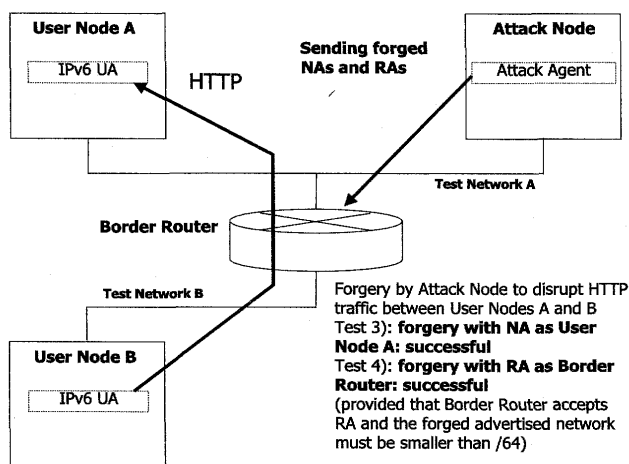 User Node A
IPv6 UA
HTTP
Sending forged
NAs and RAs
Attack Node
Attack Agent
Test Network A
Border Router
Test Network B
User Node B
IPv6 UA
Forgery by Attack Node to disrupt HTTP
traffic between User Nodes A and B
Test 3): forgery with NA as User
Node A: successful
Test 4): forgery with RA as Border
Router: successful
(provided that Border Router accepts
RA and the forged advertised network
must be smaller than /64)